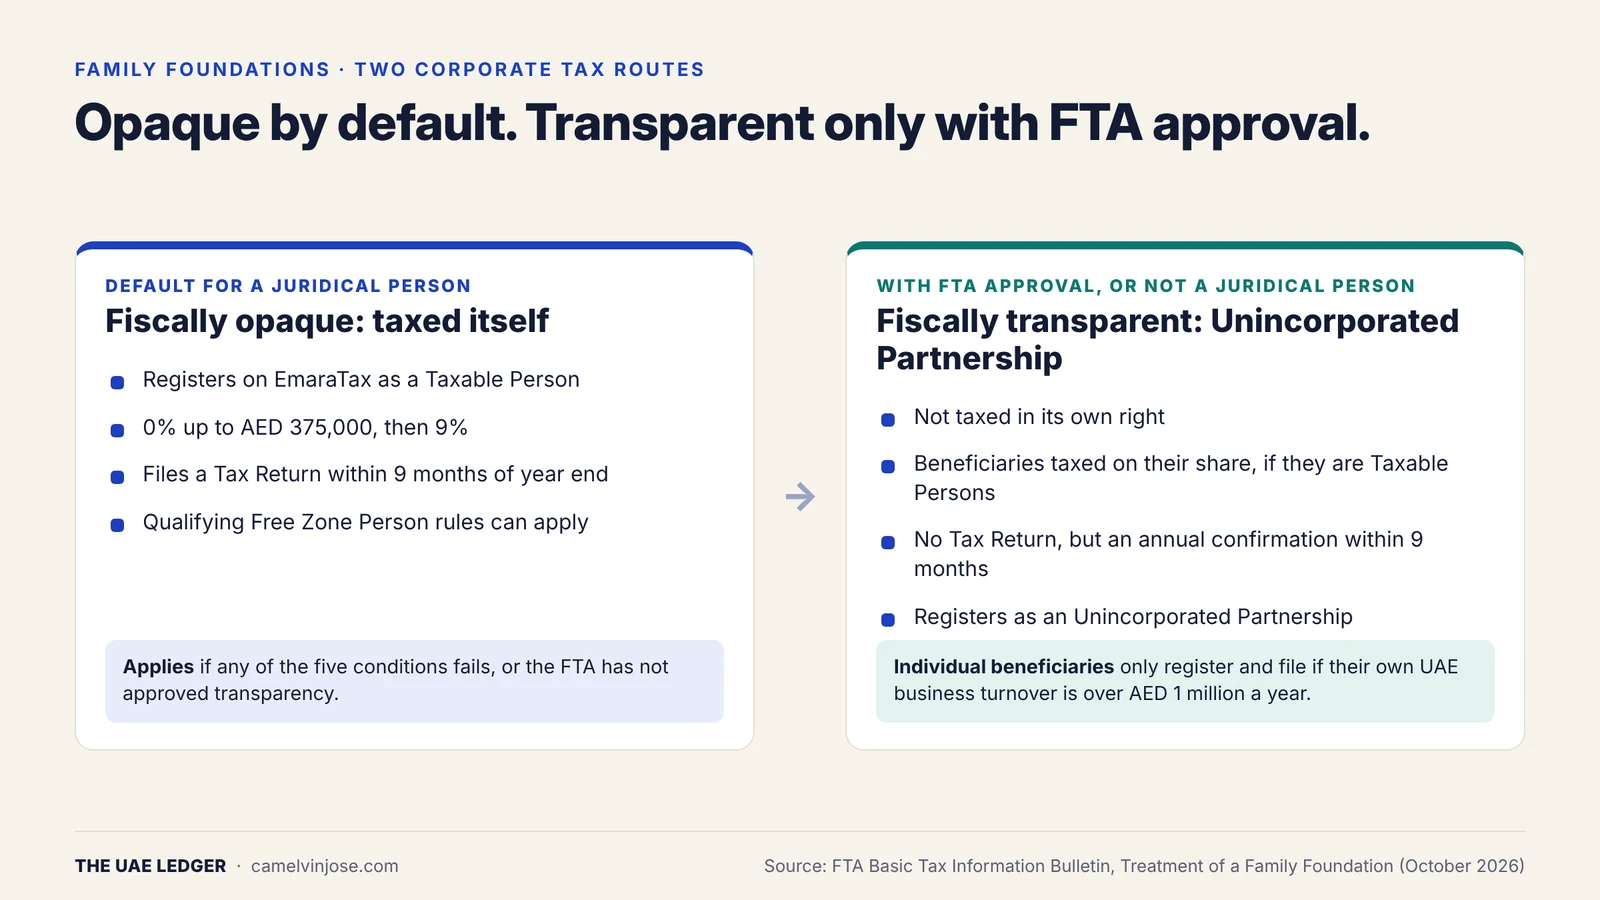 FAMILY FOUNDATIONS · TWO CORPORATE TAX ROUTES
Opaque by default. Transparent only with FTA approval.
DEFAULT FOR A JURIDICAL PERSON
Fiscally opaque: taxed itself
Registers on EmaraTax as a Taxable Person
0% up to AED 375,000, then 9%
Files a Tax Return within 9 months of year end
Qualifying Free Zone Person rules can apply
Applies if any of the five conditions fails, or the FTA has not
approved transparency.
WITH FTA APPROVAL, OR NOT A JURIDICAL PERSON
Fiscally transparent: Unincorporated
Partnership
Not taxed in its own right
Beneficiaries taxed on their share, if they are Taxable
Persons
No Tax Return, but an annual confirmation within 9
months
Registers as an Unincorporated Partnership
Individual beneficiaries only register and file if their own UAE
business turnover is over AED 1 million a year.
THE UAE LEDGER · camelvinjose.com
Source: FTA Basic Tax Information Bulletin, Treatment of a Family Foundation (October 2026)